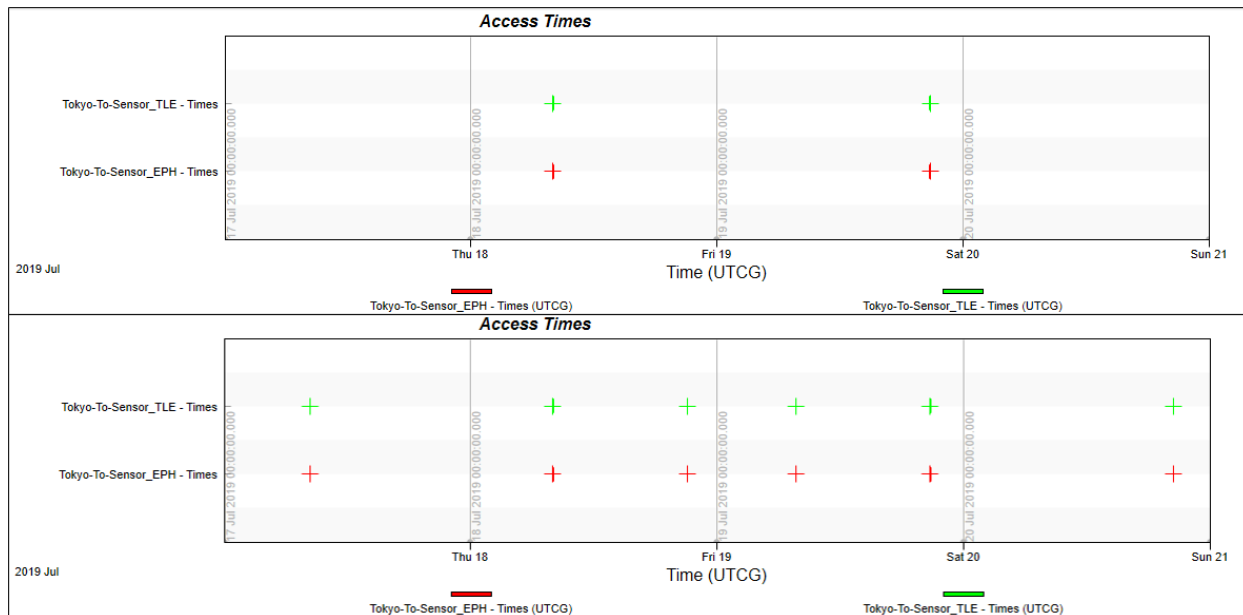 Access Times
Tokyo-To-Sensor_TLE - Times
Tokyo-To-Sensor_EPH - Times
17 Jul 2019 00:00:00.000
18 Jul 2019 00:00:00.000
19 Jul 2019 00:00:00.000
20 Jul 2019 00:00:00.000
Thu 18 Fri 19 Sat 20 Sun 21
2019 Jul
Time (UTCG)
Tokyo-To-Sensor_EPH - Times (UTCG) Tokyo-To-Sensor_TLE - Times (UTCG)
Access Times
Tokyo-To-Sensor_TLE - Times
Tokyo-To-Sensor_EPH - Times
17 Jul 2019 00:00:00.000
18 Jul 2019 00:00:00.000
19 Jul 2019 00:00:00.000
20 Jul 2019 00:00:00.000
Thu 18 Fri 19 Sat 20 Sun 21
2019 Jul
Time (UTCG)
Tokyo-To-Sensor_EPH - Times (UTCG) Tokyo-To-Sensor_TLE - Times (UTCG)